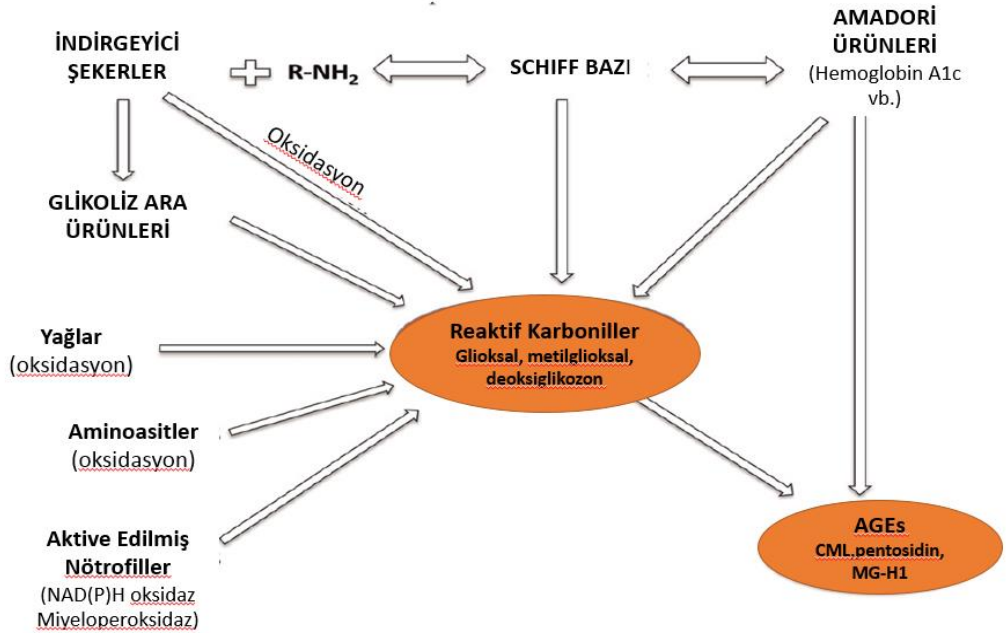 İNDİRGEYİCİ
ŞEKERLER
R-NH2
SCHIFF BAZI
AMADORİ
ÜRÜNLERİ
(Hemoglobin A1c
vb.)
Oksidasyon
GLİKOLİZ ARA
ÜRÜNLERİ
Reaktif Karboniller
Glioksal, metilglioksal,
deoksiglikozon
Yağlar
(oksidasyon)
Aminoasitler
(oksidasyon)
Aktive Edilmiş
Nötrofiller
(NAD(P)H oksidaz
Miyeloperoksidaz)
AGEs
CML,pentosidin,
MG-H1